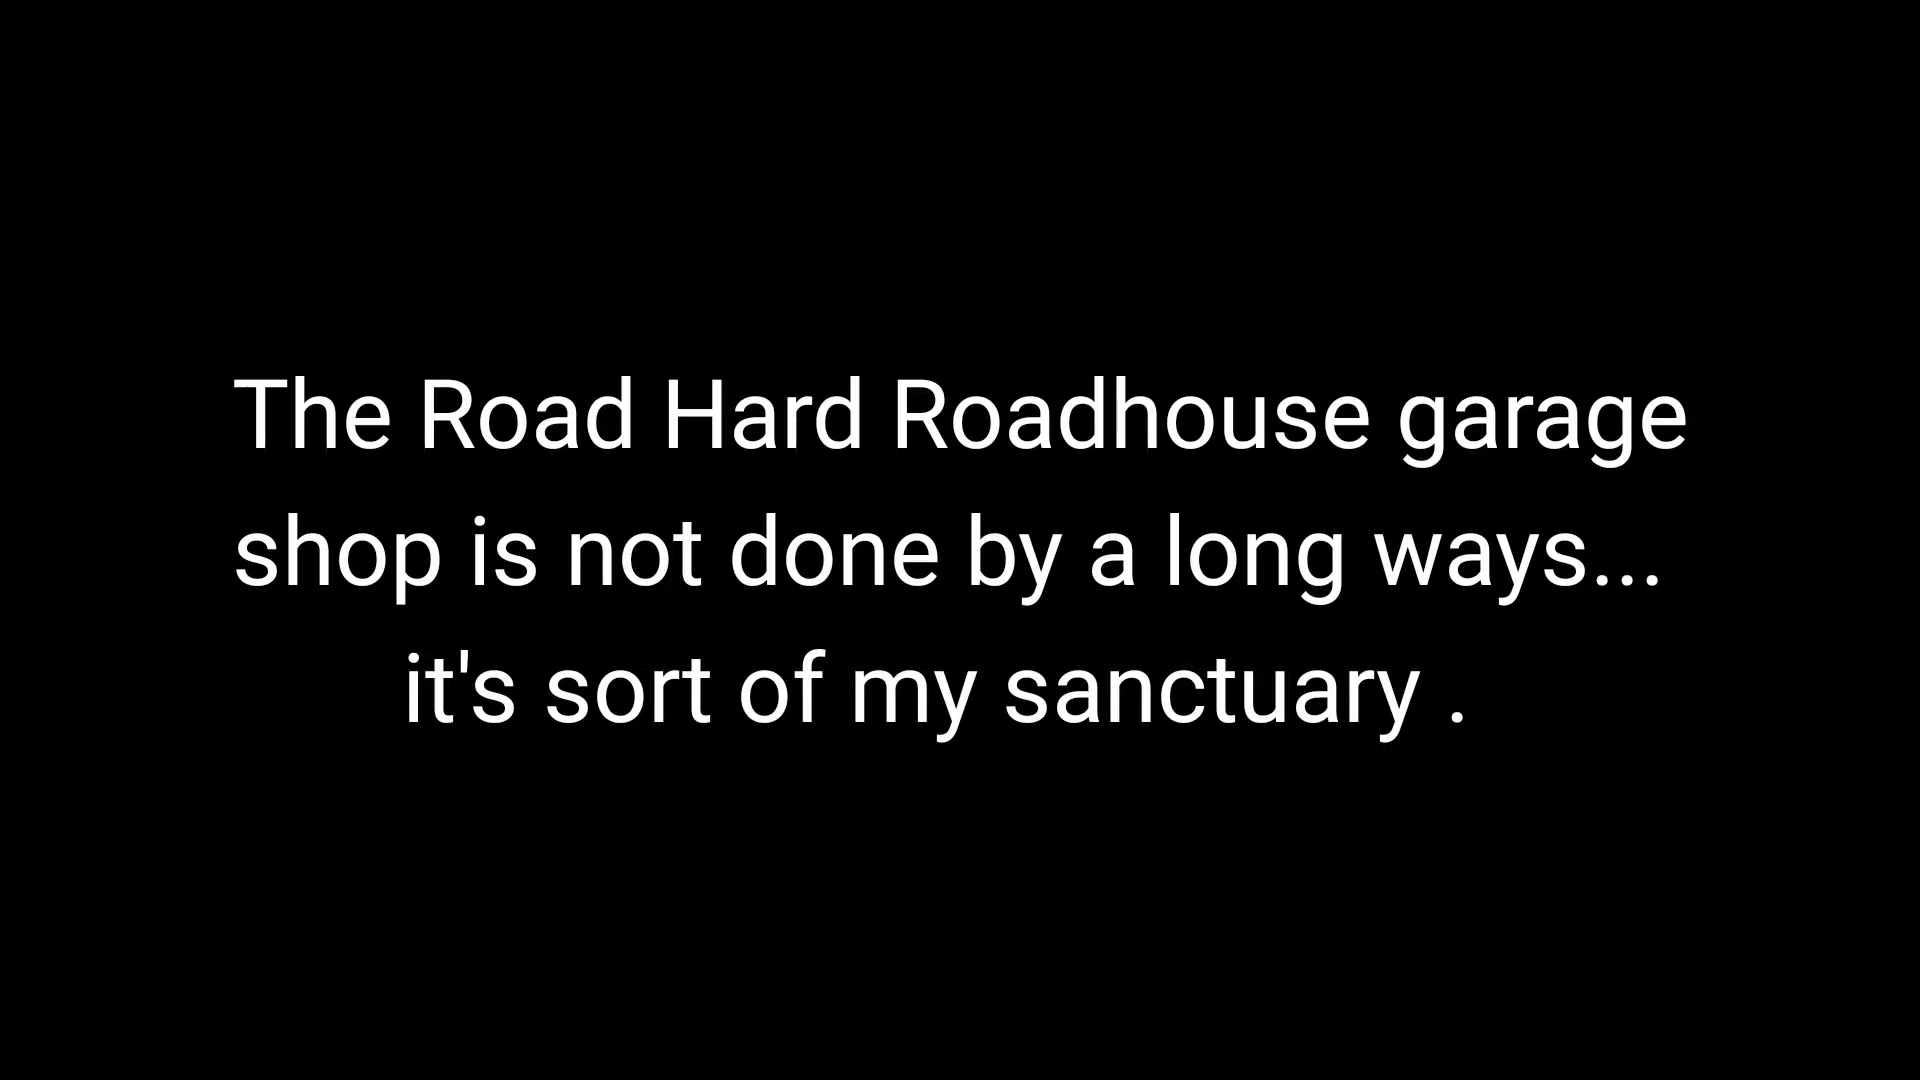 The Road Hard Roadhouse garage
shop is not done by a long ways...
it's sort of my sanctuary .